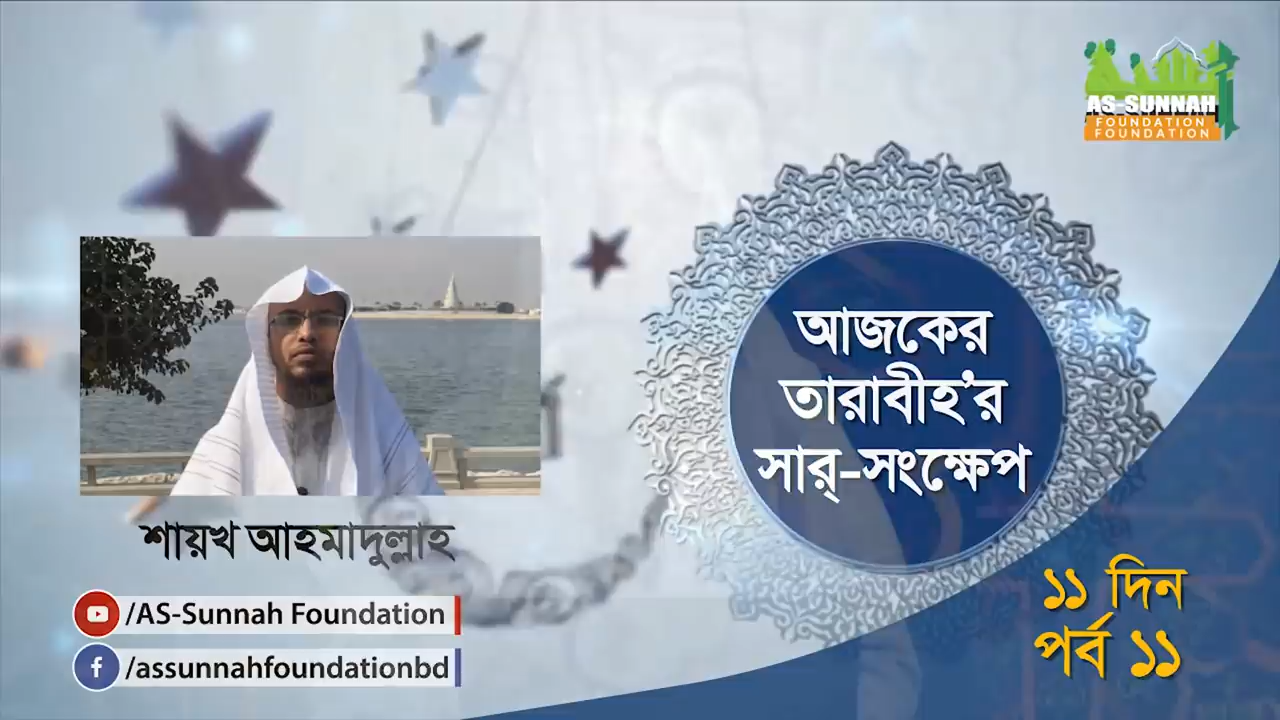 AS-SUNNAH
FOUNDATION
FOUNDATION
আজকের
তারাবীহ’র
সার্-সংক্ষেপ
শায়খ আহমাদুল্লাহ
/AS-Sunnah Foundation
/assunnahfoundationbd
১১ দিন
পর্ব ১১